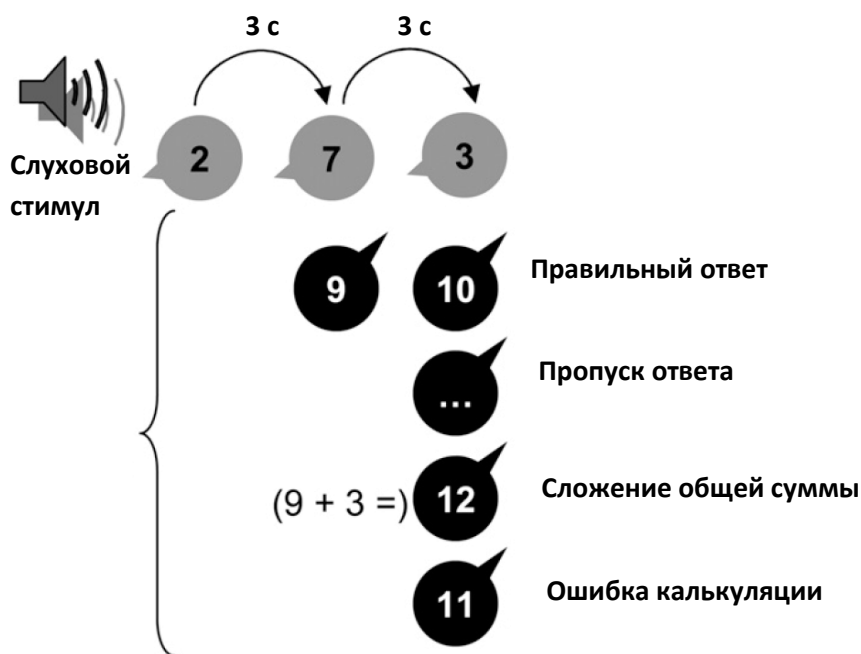 3 с 3 с
Слуховой
стимул
2 7 3
9 10 Правильный ответ
... Пропуск ответа
(9 + 3 =) 12 Сложение общей суммы
11 Ошибка калькуляции